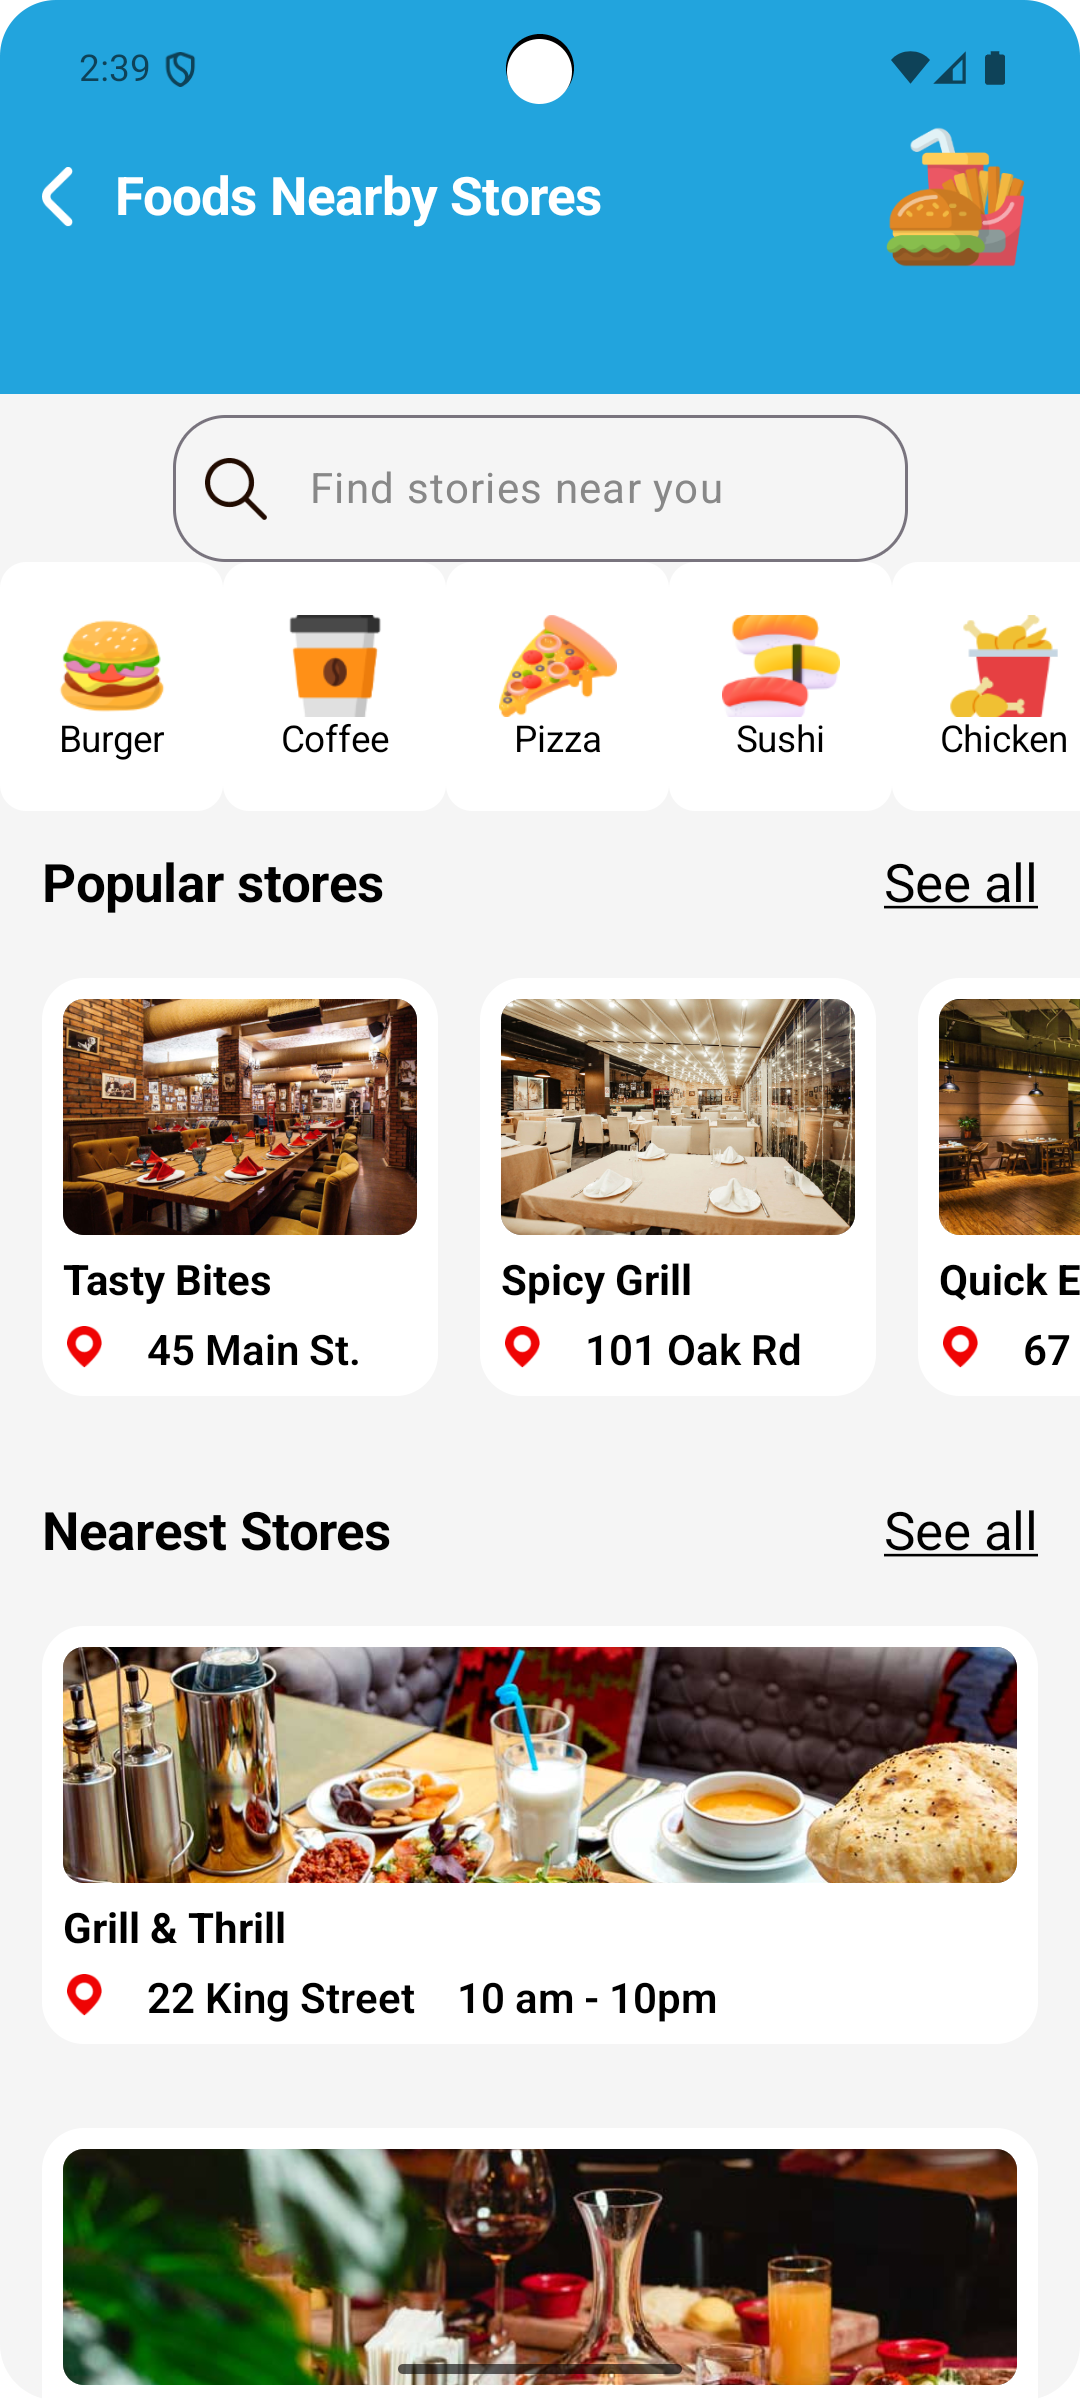 2:39
Foods Nearby Stores
Find stories near you
Burger
Coffee
Pizza
Sushi
Chicken
Popular stores
See all
Tasty Bites
45 Main St.
Spicy Grill
101 Oak Rd
Quick E
67
Nearest Stores
See all
Grill & Thrill
22 King Street 10 am - 10pm